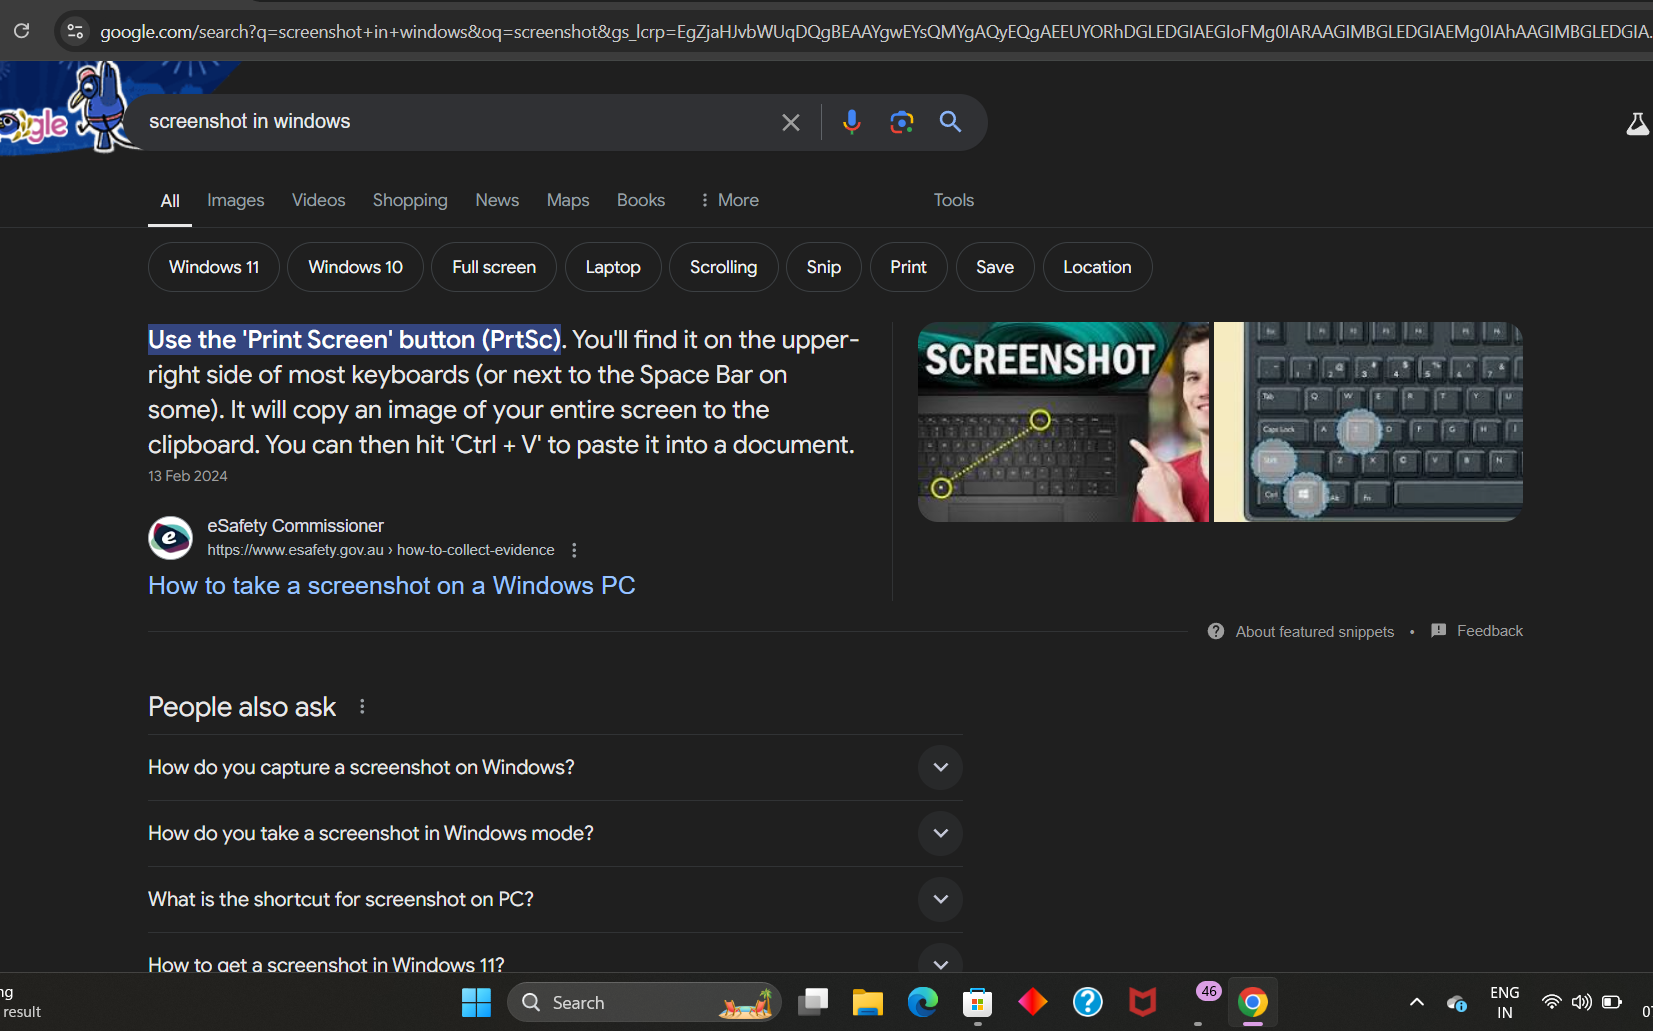 google.com/search?q=screenshot+in+windows&oq=screenshot&gs_lcrp=EgZjaHJvbWUqDQgBEAAYgwEYsQMYgAQyEQgAEEUYORhDGLEDGIAEGIoFMg0IARAAGIMBGLEDGIAEMg0IAhAAGIMBGLEDGIA.
gle
screenshot in windows
All Images Videos Shopping News Maps Books More Tools
Windows 11 Windows 10 Full screen Laptop Scrolling Snip Print Save Location
Use the 'Print Screen' button (PrtSc). You'll find it on the upper-
right side of most keyboards (or next to the Space Bar on
some). It will copy an image of your entire screen to the
clipboard. You can then hit 'Ctrl + V' to paste it into a document.
13 Feb 2024
SCREENSHOT
eSafety Commissioner
https://www.esafety.gov.au › how-to-collect-evidence
How to take a screenshot on a Windows PC
About featured snippets • Feedback
People also ask
How do you capture a screenshot on Windows?
How do you take a screenshot in Windows mode?
What is the shortcut for screenshot on PC?
How to get a screenshot in Windows 11?
ng
result
Search
46
ENG
IN